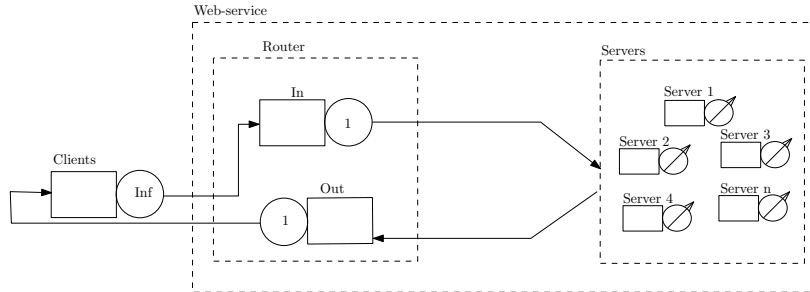 Web-service
Router
Servers
In
1
Server 1
Server 2
Server 3
Clients
Inf
Out
1
Server 4
Server n